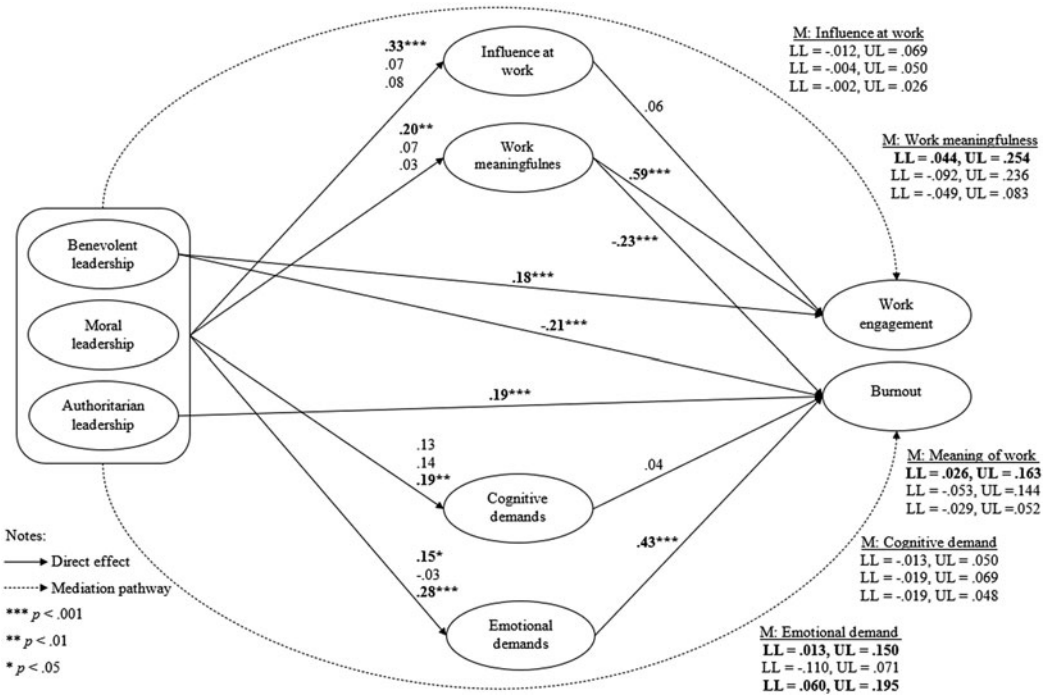 .33***
.07
.08
Influence at
work
M: Influence at work
LL = -.012, UL = .069
LL = -.004, UL = .050
LL = -.002, UL = .026
.06
.20**
.07
.03
Work
meaningfulnes
M: Work meaningfulness
LL = .044, UL = .254
LL = -.092, UL = .236
LL = -.049, UL = .083
.59***
-.23***
Benevolent
leadership
Moral
leadership
Authoritarian
leadership
.18***
-.21***
.19***
Work
engagement
Burnout
.13
.14
.19**
Cognitive
demands
.04
M: Meaning of work
LL = .026, UL = .163
LL = -.053, UL = .144
LL = -.029, UL =.052
.15*
-.03
.28***
Emotional
demands
.43***
M: Cognitive demand
LL = -.013, UL = .050
LL = -.019, UL = .069
LL = -.019, UL = .048
M: Emotional demand
LL = .013, UL = .150
LL = -.110, UL = .071
LL = .060, UL = .195
Notes:
Direct effect
Mediation pathway
*** p < .001
** p < .01
* p < .05